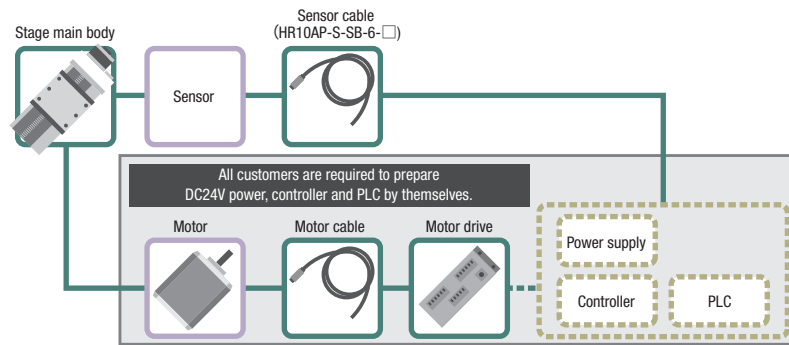 Stage main body
Sensor cable
(HR10AP-S-SB-6-□)
Sensor
All customers are required to prepare
DC24V power, controller and PLC by themselves.
Motor
Motor cable
Motor drive
Power supply
Controller
PLC